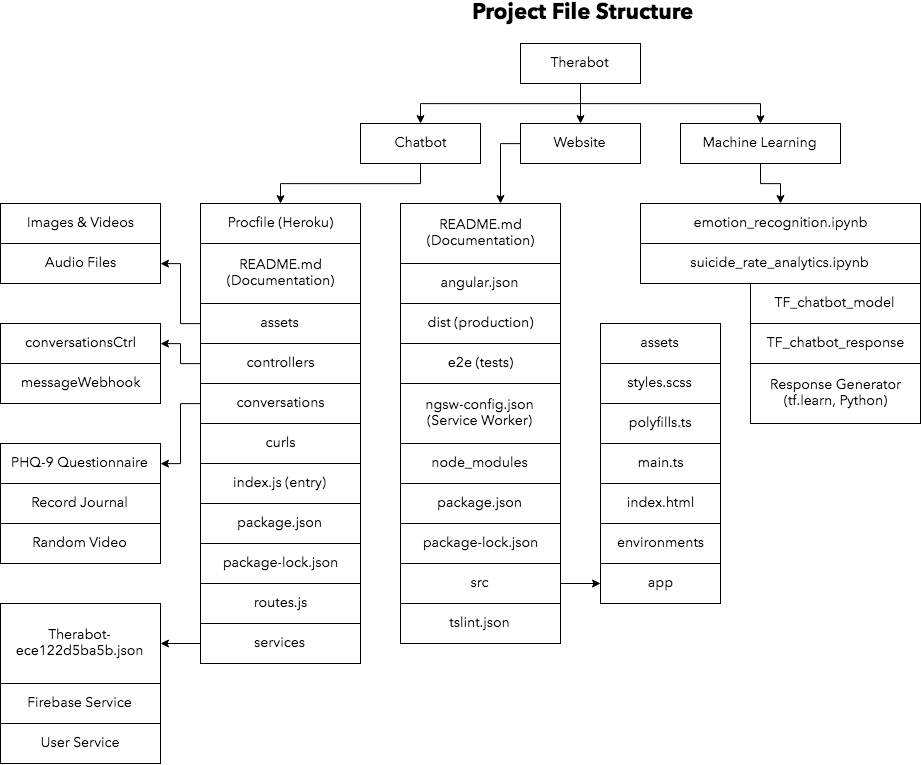 Project File Structure
Therabot
Chatbot
Website
Machine Learning
Images & Videos
Audio Files
conversationsCtrl
messageWebhook
PHQ-9 Questionnaire
Record Journal
Random Video
Therabot-
ece122d5ba5b.json
Firebase Service
User Service
Procfile (Heroku)
README.md
(Documentation)
assets
controllers
conversations
curls
index.js (entry)
package.json
package-lock.json
routes.js
services
README.md
(Documentation)
angular.json
dist (production)
e2e (tests)
ngsw-config.json
(Service Worker)
node_modules
package.json
package-lock.json
src
tslint.json
assets
styles.scss
polyfills.ts
main.ts
index.html
environments
app
emotion_recognition.ipynb
suicide_rate_analytics.ipynb
TF_chatbot_model
TF_chatbot_response
Response Generator
(tf.learn, Python)